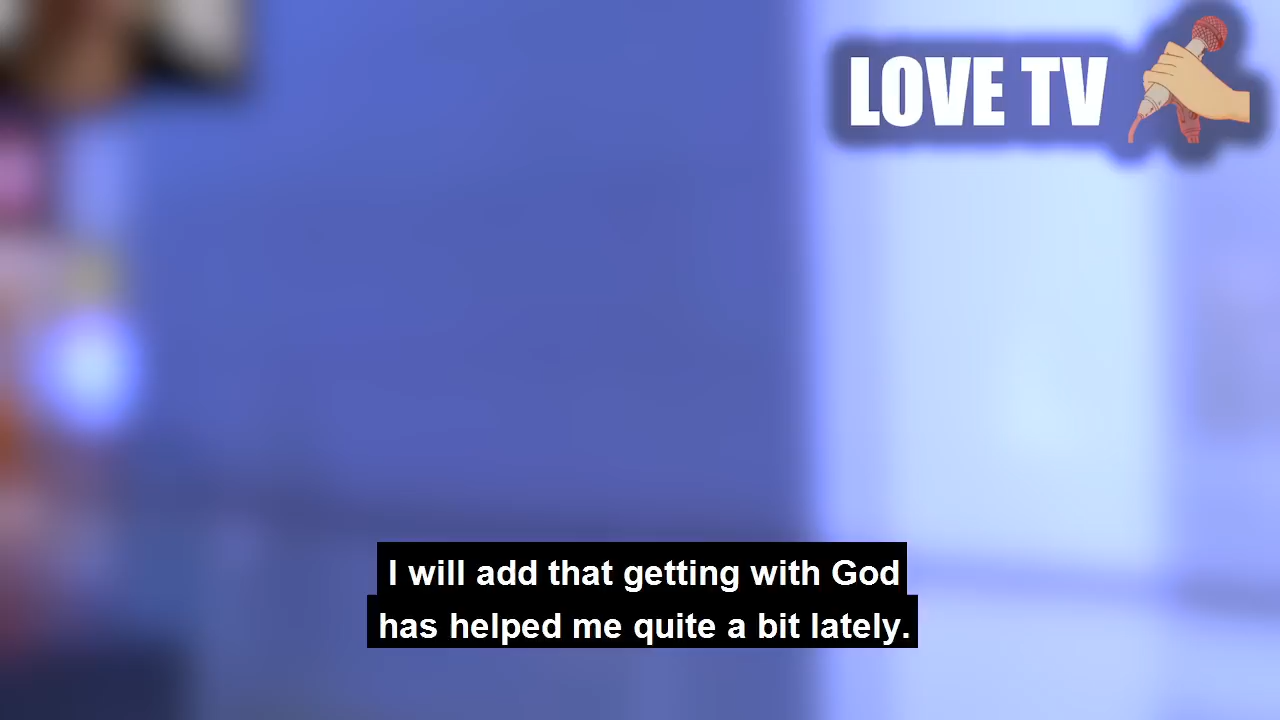 LOVE TV
I will add that getting with God
has helped me quite a bit lately.